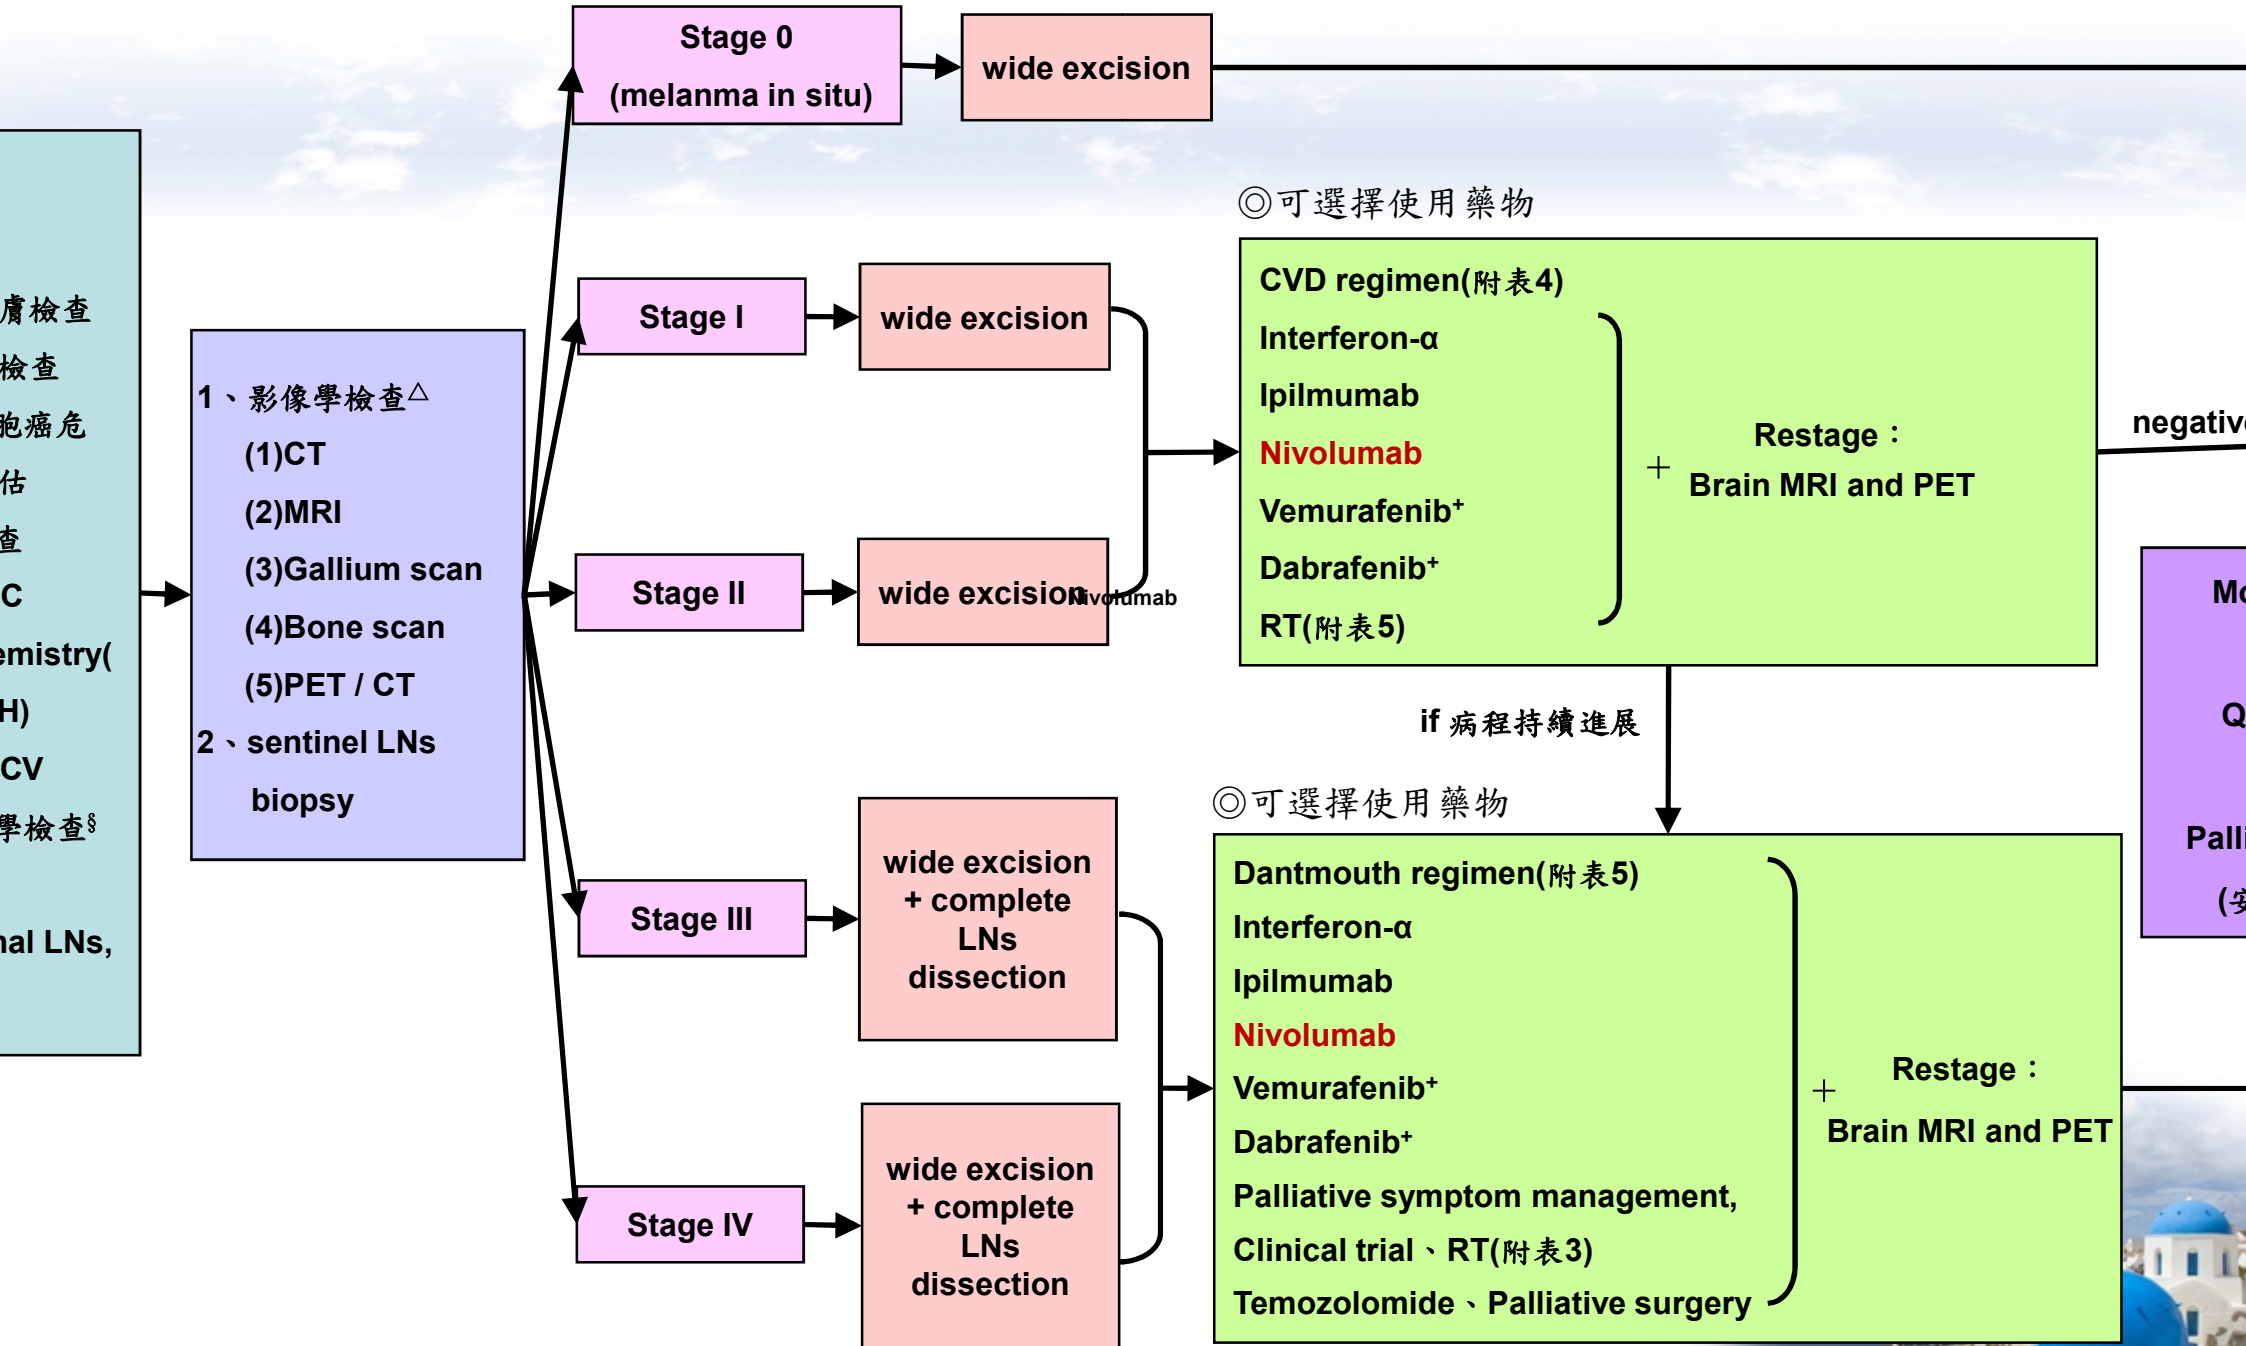 膚檢查
檢查
胞癌危
估
查
C
emistry(
H)
CV
學檢查§
nal LNs,
1、影像學檢查△
(1)CT
(2)MRI
(3)Gallium scan
(4)Bone scan
(5)PET / CT
2、sentinel LNs
biopsy
Stage 0
(melanma in situ)
wide excision
Stage I
wide excision
Stage II
wide excision
Nivolumab
Stage III
wide excision
+ complete
LNs
dissection
Stage IV
wide excision
+ complete
LNs
dissection
◎可選擇使用藥物
CVD regimen(附表4)
Interferon-α
Ipilmumab
Nivolumab
Vemurafenib+
Dabrafenib+
RT(附表5)
+
Restage：
Brain MRI and PET
if 病程持續進展
◎可選擇使用藥物
Dantmouth regimen(附表5)
Interferon-α
Ipilmumab
Nivolumab
Vemurafenib+
Dabrafenib+
Palliative symptom management,
Clinical trial、RT(附表3)
Temozolomide、Palliative surgery
+
Restage：
Brain MRI and PET
negative
Mo
Q
Palli
(安